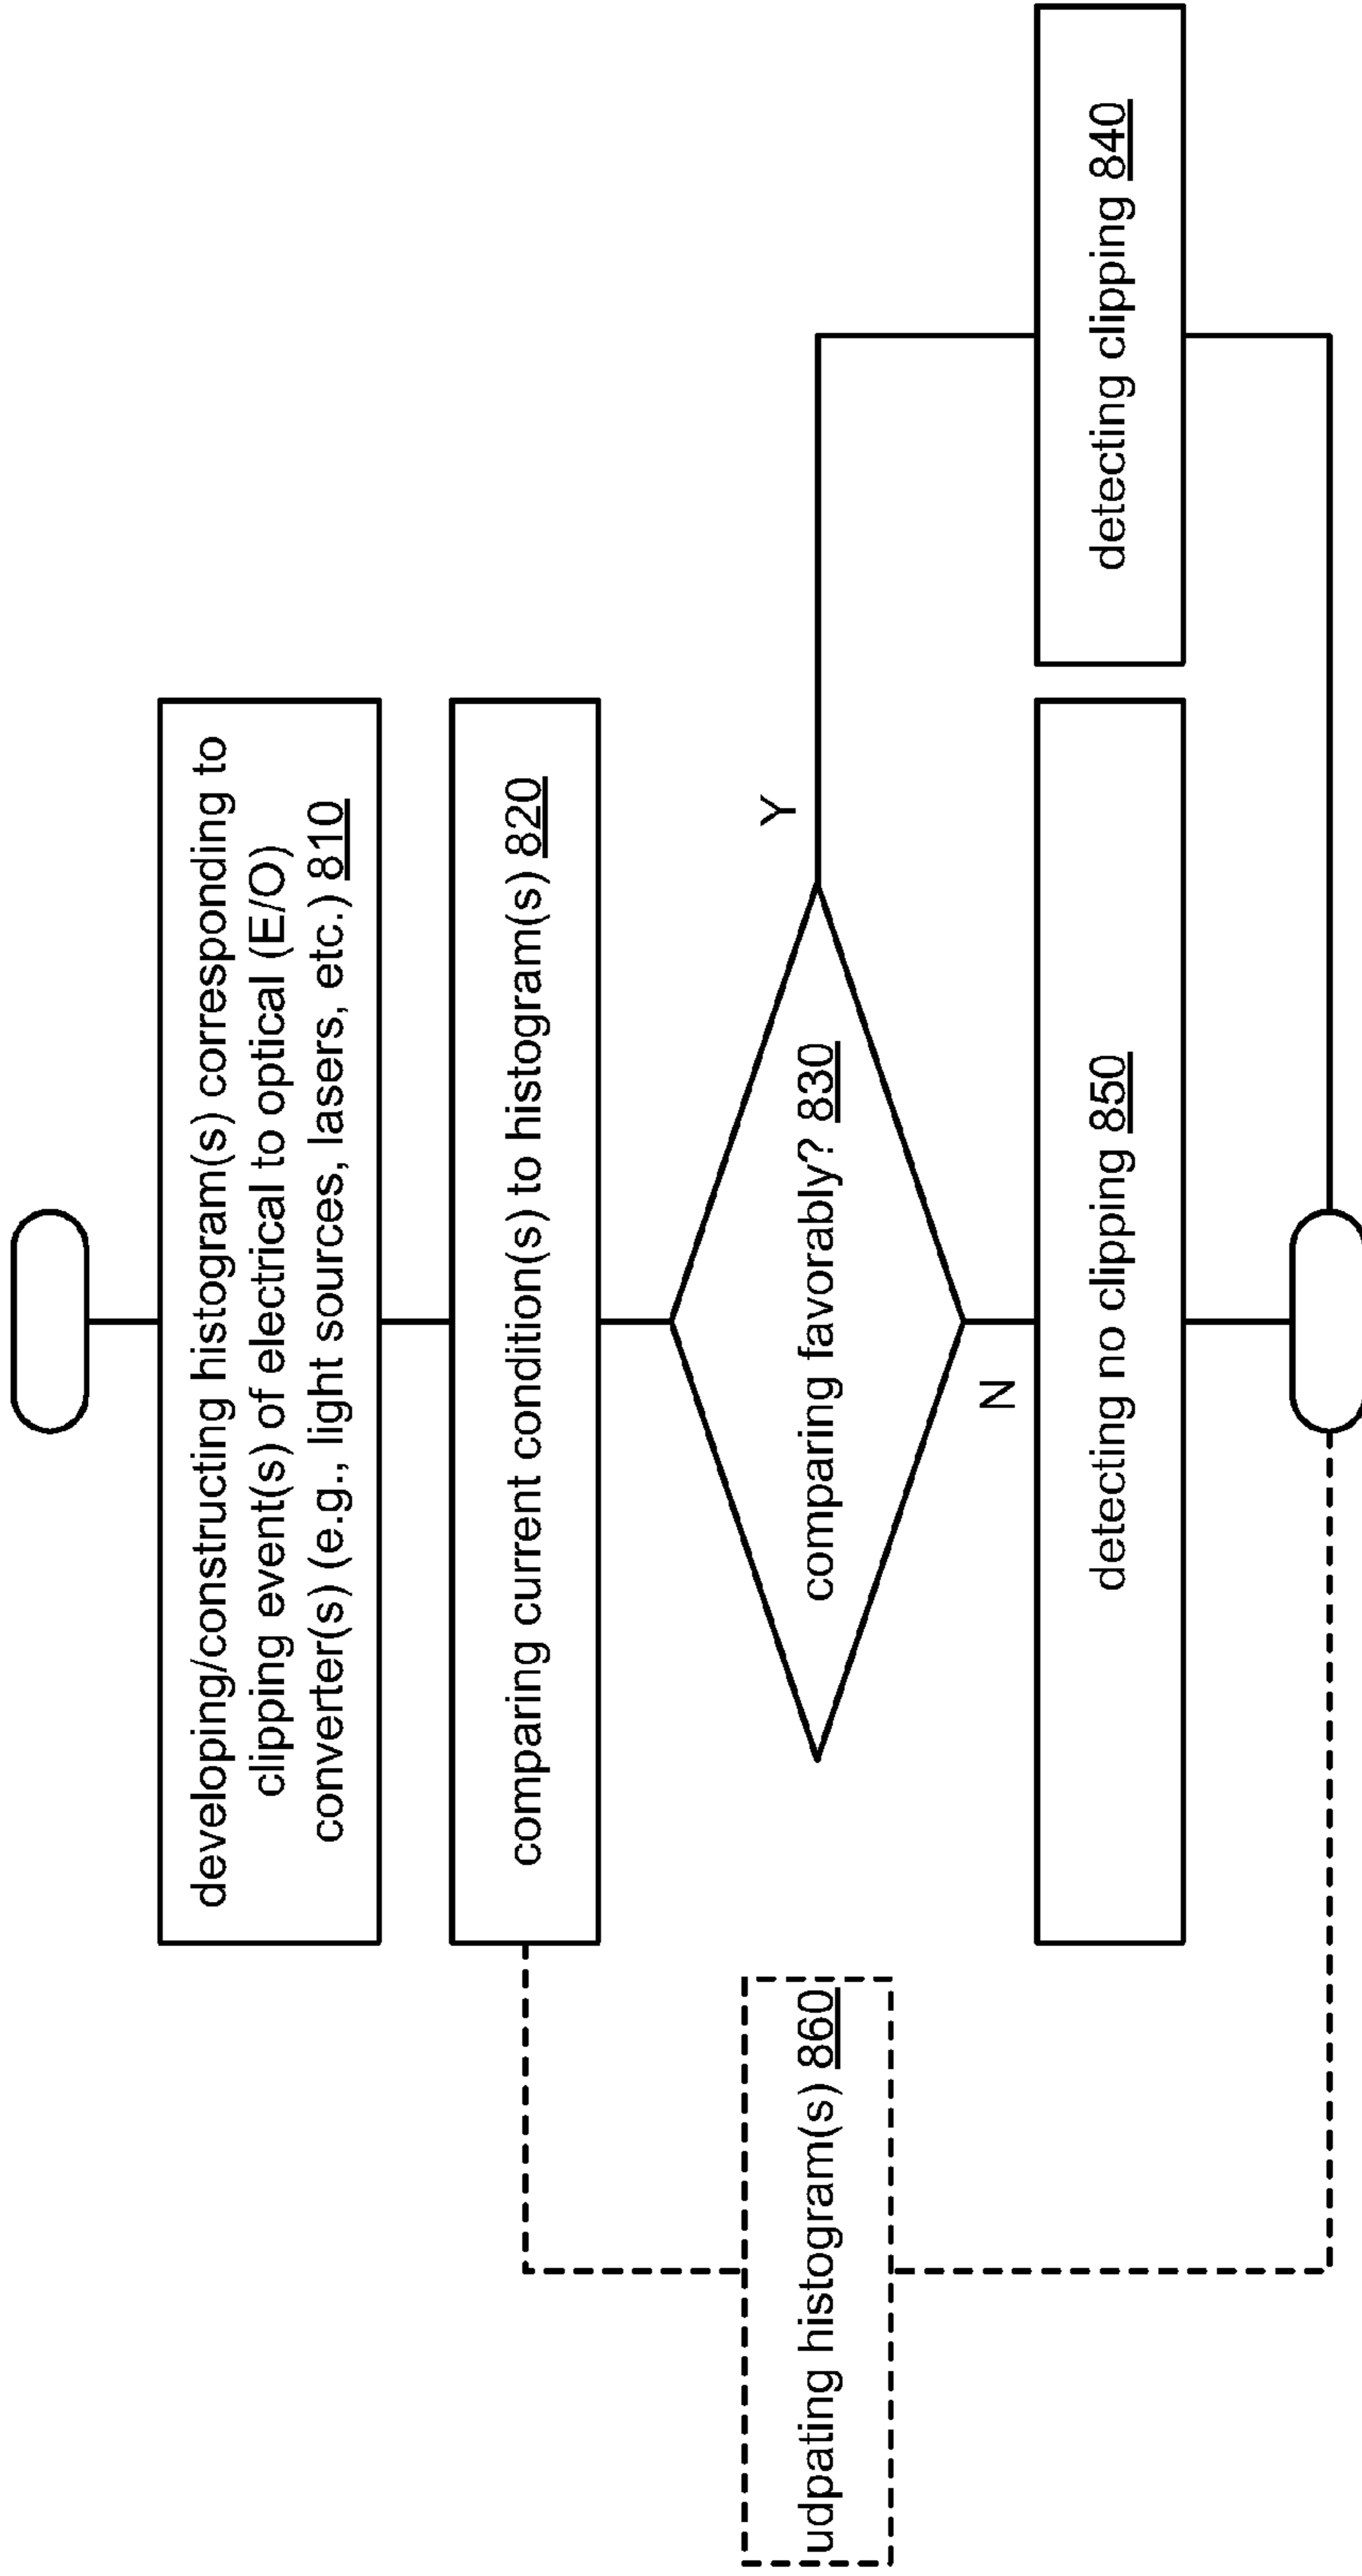 developing/constructing histogram(s) corresponding to
clipping event(s) of electrical to optical (E/O)
converter(s) (e.g., light sources, lasers, etc.) 810
comparing current condition(s) to histogram(s) 820
comparing favorably? 830
Y
N
udpating histogram(s) 860
detecting no clipping 850
detecting clipping 840